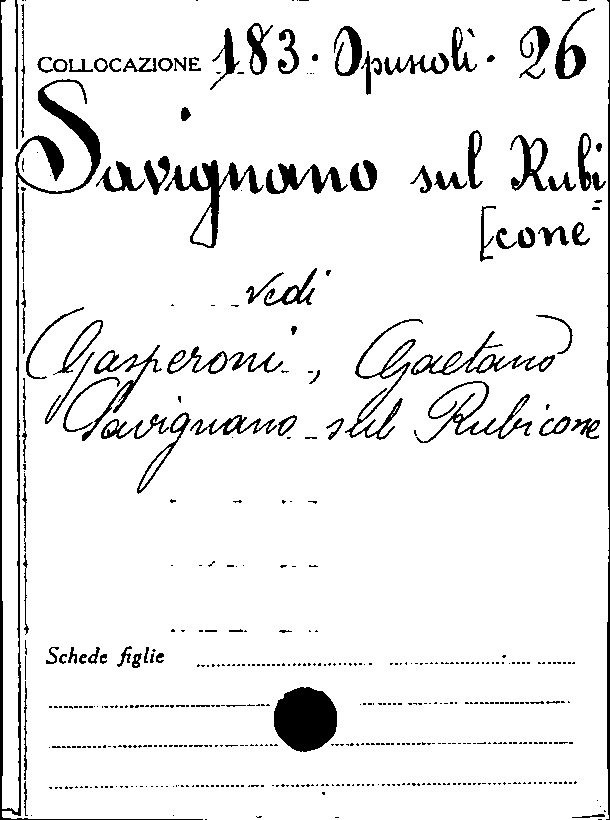 COLLOCAZIONE 183. Opuscoli. 26
Savignano sul Rubi=
[cone
vedi
Gasperoni, Gaetano
Savignano sul Rubicone
Schede figlie